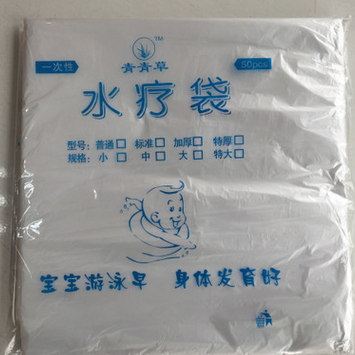 TM
青青草
一次性
50pcs
水疗袋
型号:普通□ 标准□ 加厚□ 特厚□
规格:小□ 中□ 大□ 特大□
宝宝游泳早 身体发育好